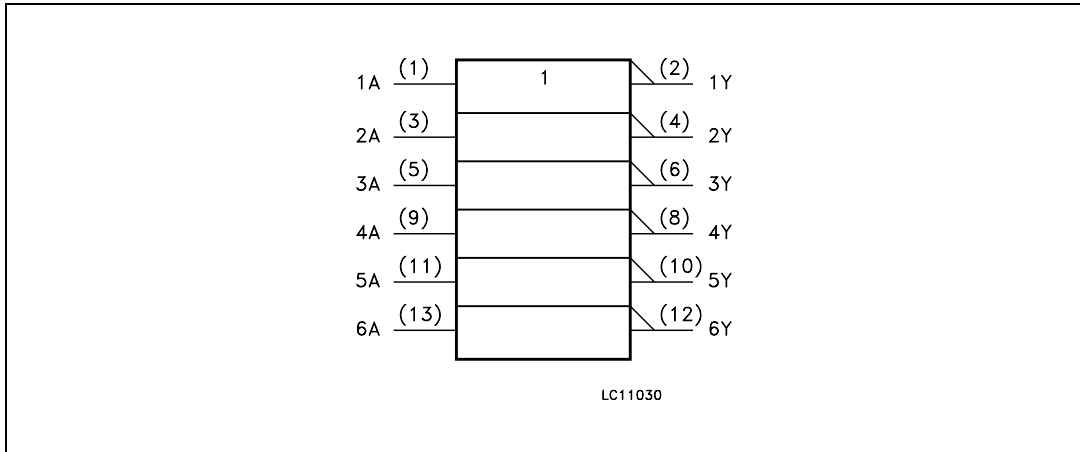 1A (1) 1 (2) 1Y
2A (3) (4) 2Y
3A (5) (6) 3Y
4A (9) (8) 4Y
5A (11) (10) 5Y
6A (13) (12) 6Y
LC11030